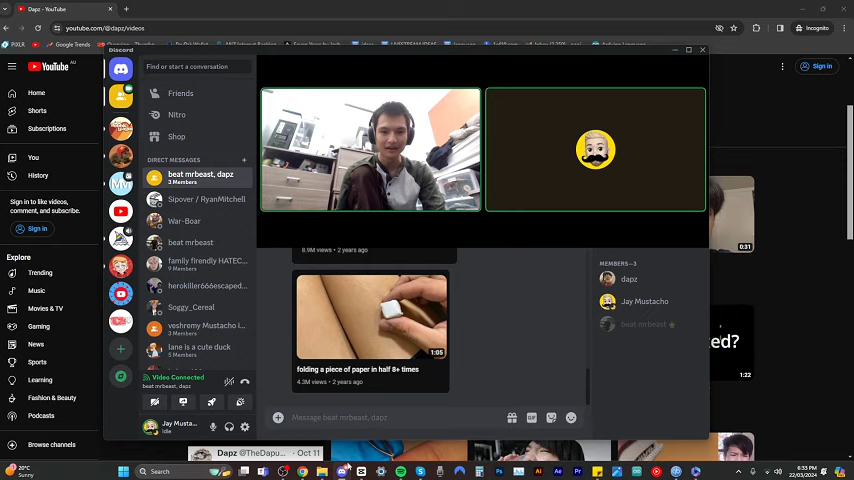 Dapz - YouTube
youtube.com/@dapz/videos
Incognito
PIXLR
Google Trends
YouTube AU
Sign in
Home
Shorts
Subscriptions
You
History
Sign in to like videos,
comment, and subscribe.
Sign in
Explore
Trending
Music
Movies & TV
Gaming
News
Sports
Learning
Fashion & Beauty
Podcasts
Browse channels
Discord
Find or start a conversation
Friends
Nitro
Shop
DIRECT MESSAGES
beat mrbeast, dapz
3 Members
Sipover / RyanMitchell
War-Boar
beat mrbeast
family firendly HATEC...
9 Members
herokiller666escaped...
Soggy_Cereal
veshremy Mustacho i...
3 Members
lane is a cute duck
5 Members
Video Connected
beat mrbeast, dapz
Jay Musta...
Idle
8.9M views • 2 years ago
1:05
folding a piece of paper in half 8+ times
4.3M views • 2 years ago
Message beat mrbeast, dapz
GIF
MEMBERS—3
dapz
Jay Mustacho
beat mrbeast
0:31
ed?
1:22
Dapz @TheDapu... Oct 11
20°C
Sunny
Search
6:33 PM
22/03/2024